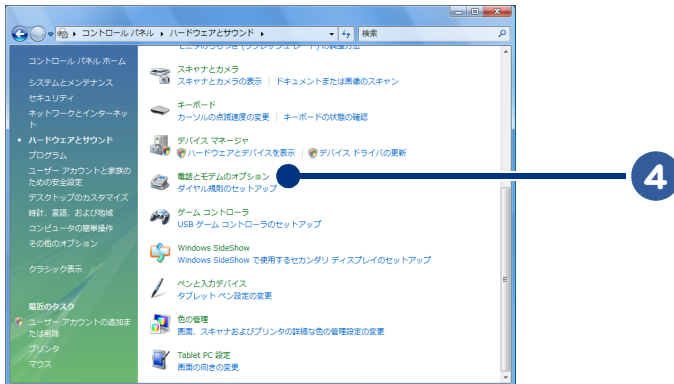 コントロール パネル ▸ ハードウェアとサウンド ▸
検索
コントロール パネル ホーム
システムとメンテナンス
セキュリティ
ネットワークとインターネッ
ト
• ハードウェアとサウンド
プログラム
ユーザー アカウントと家族の
ための安全設定
デスクトップのカスタマイズ
時計、言語、および地域
コンピュータの簡単操作
その他のオプション
クラシック表示
最近のタスク
ユーザー アカウントの追加ま
たは削除
プリンタ
マウス
モニタのちらつき (リフレッシュ レート) の調整方法
スキャナとカメラ
スキャナとカメラの表示 | ドキュメントまたは画像のスキャン
キーボード
カーソルの点滅速度の変更 | キーボードの状態の確認
デバイス マネージャ
ハードウェアとデバイスを表示 | デバイス ドライバの更新
電話とモデムのオプション
ダイヤル規則のセットアップ
4
ゲーム コントローラ
USB ゲーム コントローラのセットアップ
Windows SideShow
Windows SideShow で使用するセカンダリ ディスプレイのセットアップ
ペンと入力デバイス
タブレット ペン設定の変更
色の管理
画面、スキャナおよびプリンタの詳細な色の管理設定の変更
Tablet PC 設定
画面の向きの変更